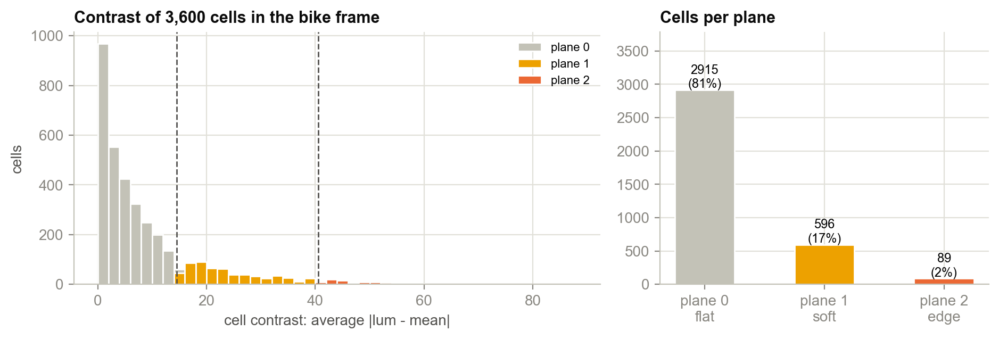 Contrast of 3,600 cells in the bike frame
1000
800
600
400
200
0
cells
0
20
40
60
80
cell contrast: average |lum - mean|
plane 0
plane 1
plane 2
Cells per plane
3500
3000
2500
2000
1500
1000
500
0
2915
(81%)
596
(17%)
89
(2%)
plane 0
flat
plane 1
soft
plane 2
edge